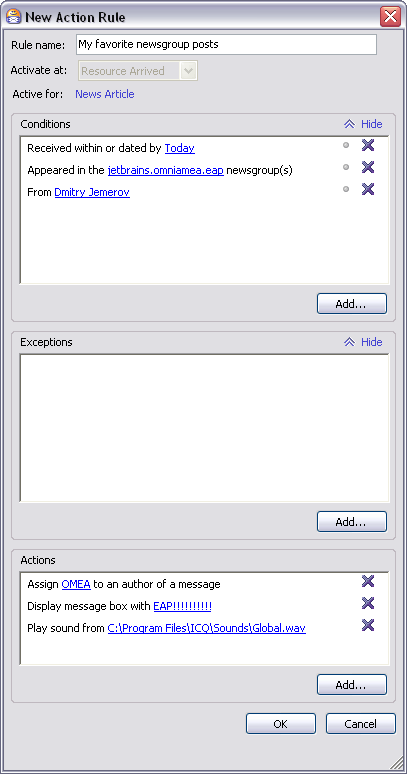 New Action Rule
Rule name: My favorite newsgroup posts
Activate at: Resource Arrived
Active for: News Article
Conditions Hide
Received within or dated by Today
Appeared in the jetbrains.omniamea.eap newsgroup(s)
From Dmitry Jemerov
Add...
Exceptions Hide
Add...
Actions
Assign OMEA to an author of a message
Display message box with EAP!!!!!!!!!!
Play sound from C:\Program Files\ICQ\Sounds\Global.wav
Add...
OK Cancel